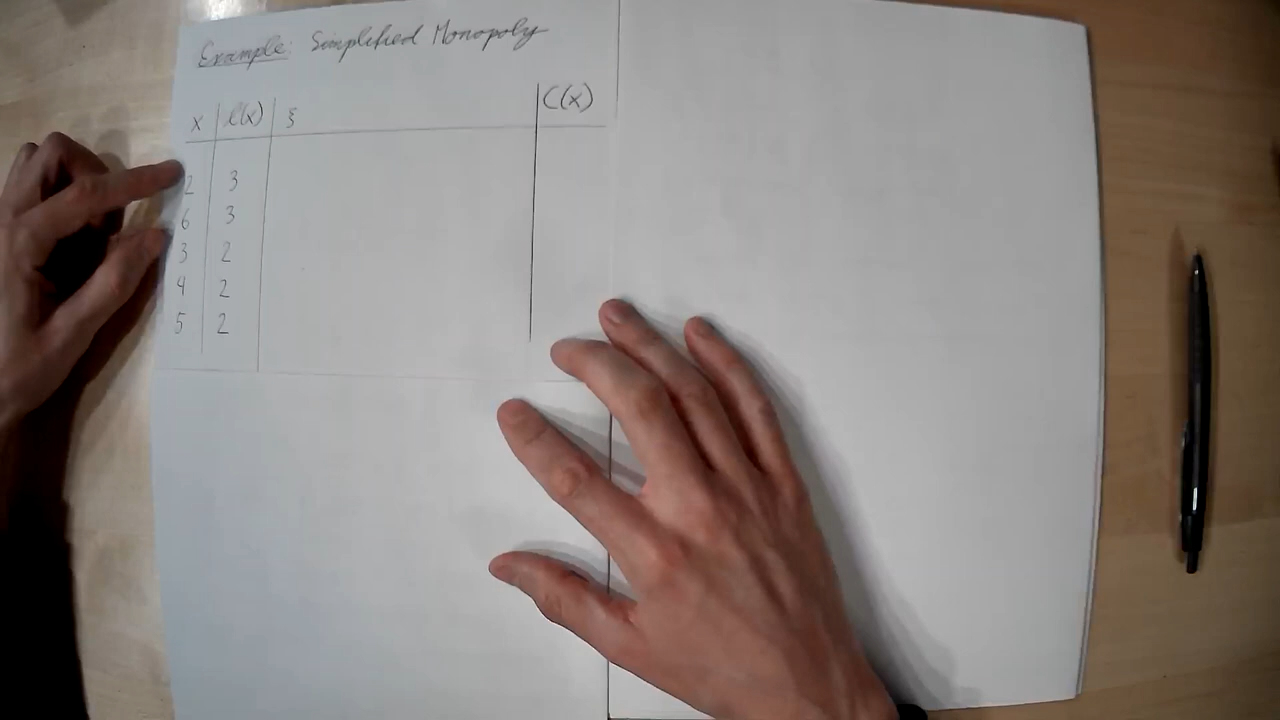 Example: Simplified Monopoly
x ℓ(x) ξ C(x)
2 3
6 3
3 2
4 2
5 2